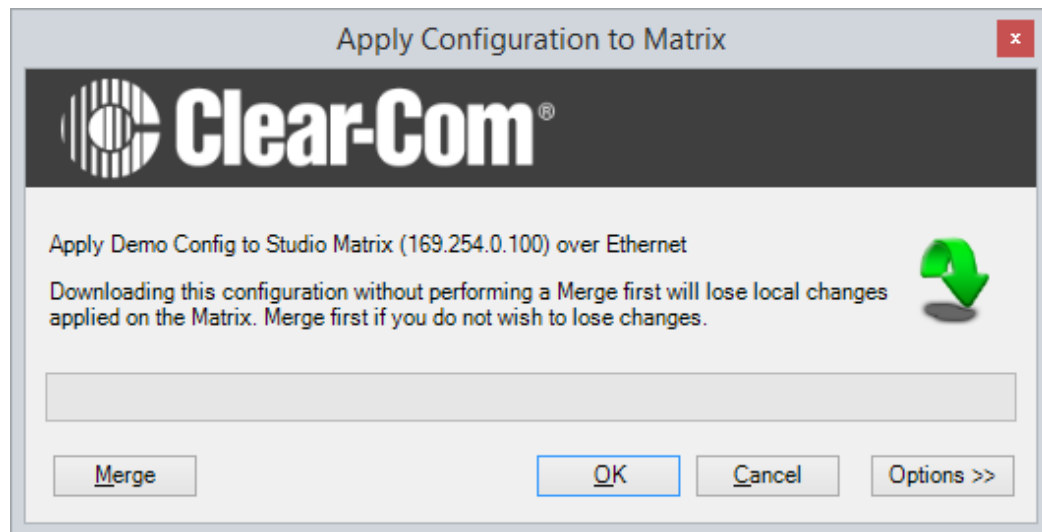 Apply Configuration to Matrix
x
Clear-Com®
Apply Demo Config to Studio Matrix (169.254.0.100) over Ethernet
Downloading this configuration without performing a Merge first will lose local changes
applied on the Matrix. Merge first if you do not wish to lose changes.
Merge OK Cancel Options >>